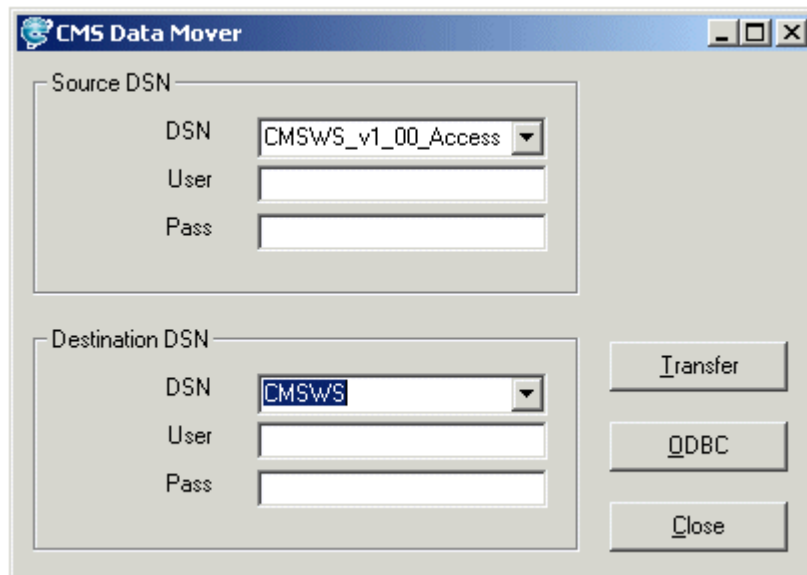 CMS Data Mover
Source DSN
DSN CMSWS_v1_00_Access
User
Pass
Destination DSN
DSN CMSWS
User
Pass
Transfer
ODBC
Close